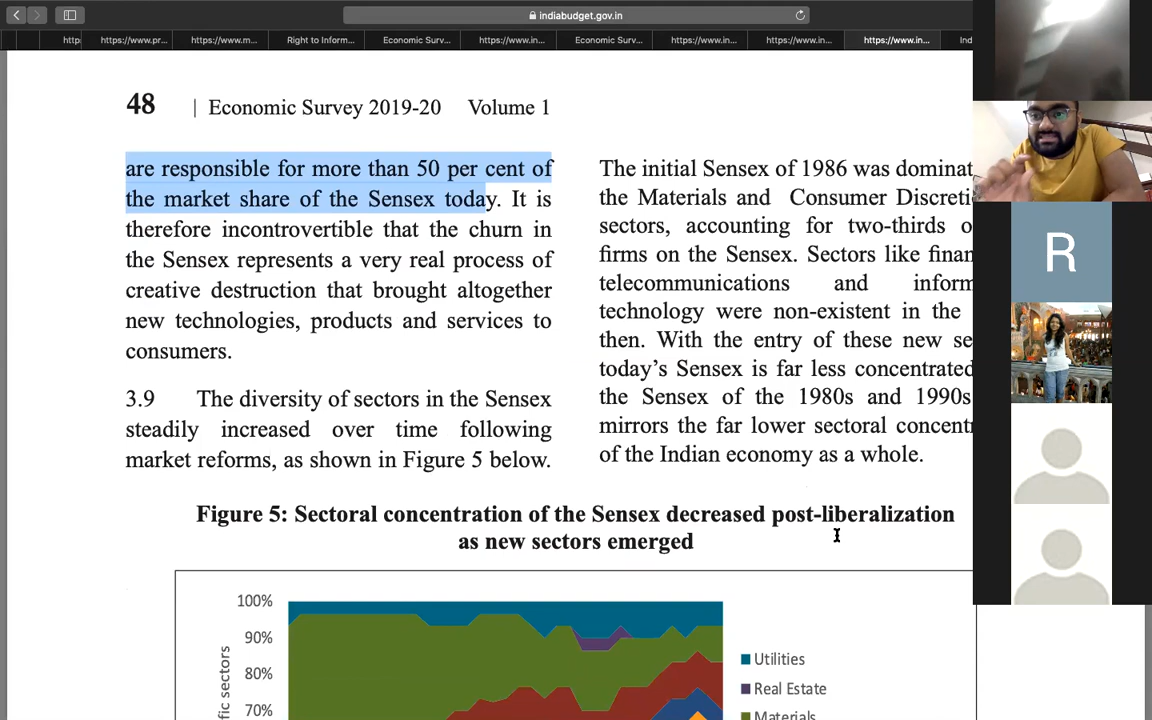 indiabudget.gov.in
http
https://www.pr...
https://www.m...
Right to Inform...
Economic Surv...
https://www.in...
Economic Surv...
https://www.in...
https://www.in...
https://www.in...
Ind
48 | Economic Survey 2019-20 Volume 1
are responsible for more than 50 per cent of
the market share of the Sensex today. It is
therefore incontrovertible that the churn in
the Sensex represents a very real process of
creative destruction that brought altogether
new technologies, products and services to
consumers.
3.9 The diversity of sectors in the Sensex
steadily increased over time following
market reforms, as shown in Figure 5 below.
The initial Sensex of 1986 was dominat
the Materials and Consumer Discreti
sectors, accounting for two-thirds o
firms on the Sensex. Sectors like finan
telecommunications and inform
technology were non-existent in the
then. With the entry of these new se
today’s Sensex is far less concentrated
the Sensex of the 1980s and 1990s
mirrors the far lower sectoral concent
of the Indian economy as a whole.
Figure 5: Sectoral concentration of the Sensex decreased post-liberalization
as new sectors emerged
100%
90%
80%
70%
fic sectors
Utilities
Real Estate
Materials
R